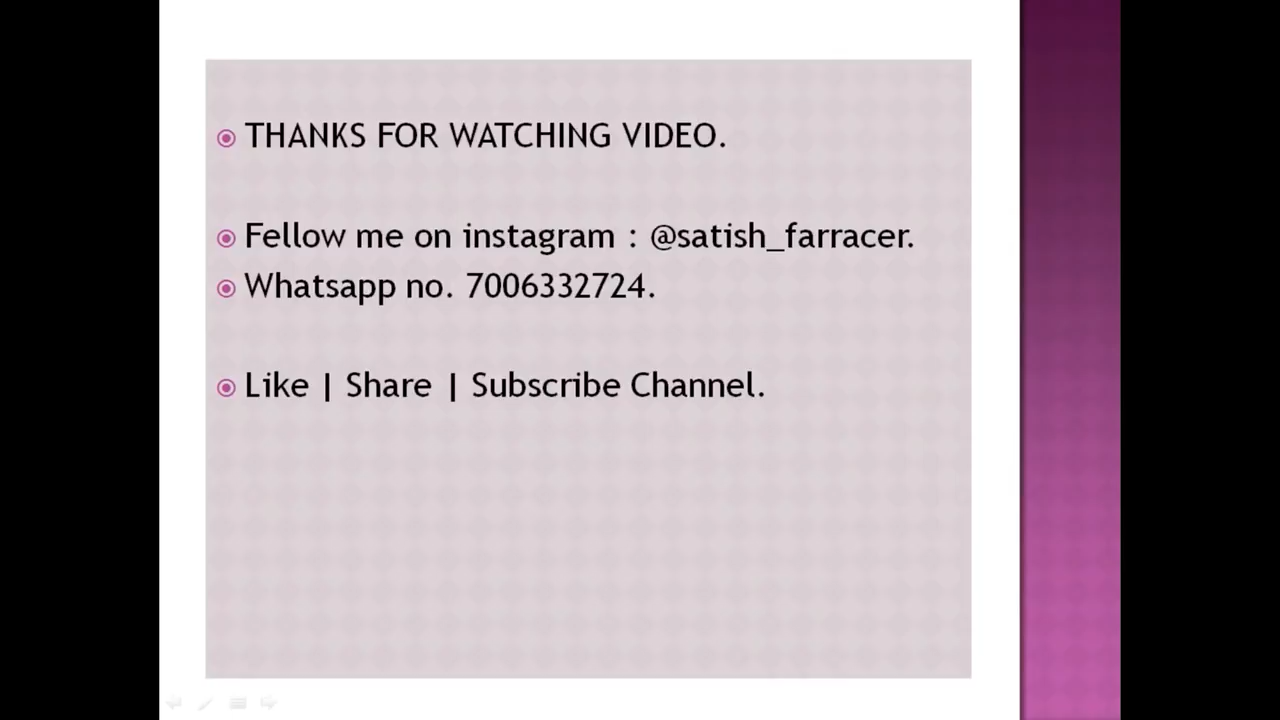 THANKS FOR WATCHING VIDEO.
Fellow me on instagram : @satish_farracer.
Whatsapp no. 7006332724.
Like | Share | Subscribe Channel.